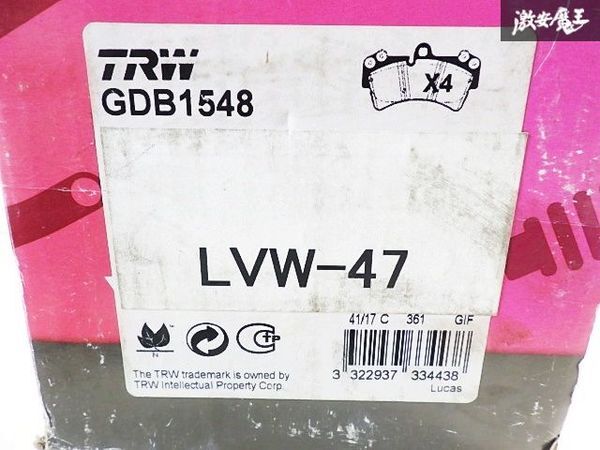 激安魔王
TRW
GDB1548
X4
LVW-47
41/17 C 361 GIF
N
TP
3 322937 334438
The TRW trademark is owned by
TRW Intellectual Property Corp.
Lucas